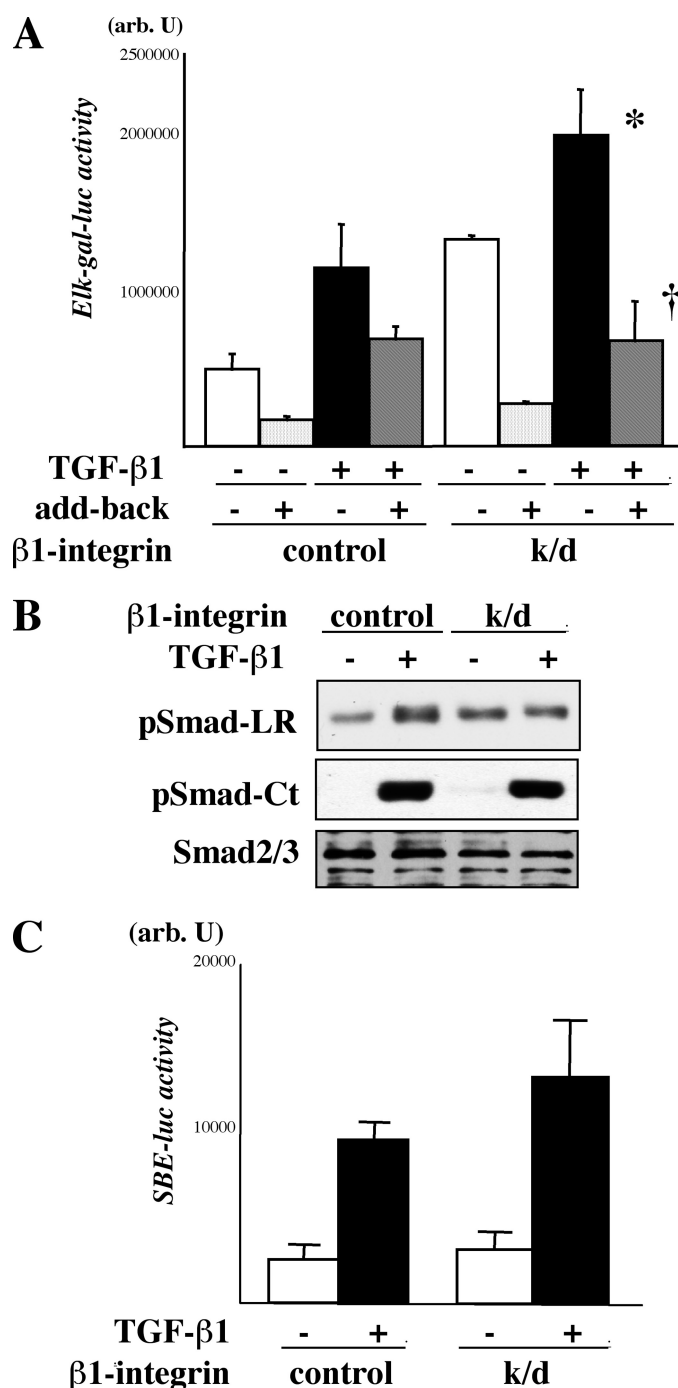 A
(arb. U)
2500000
2000000
1000000
Elk-gal-luc activity
*
†
TGF-β1 - - + + - - + +
add-back - + - + - + - +
β1-integrin control k/d
B
β1-integrin control k/d
TGF-β1 - + - +
pSmad-LR
pSmad-Ct
Smad2/3
C
(arb. U)
20000
10000
SBE-luc activity
TGF-β1 - + - +
β1-integrin control k/d